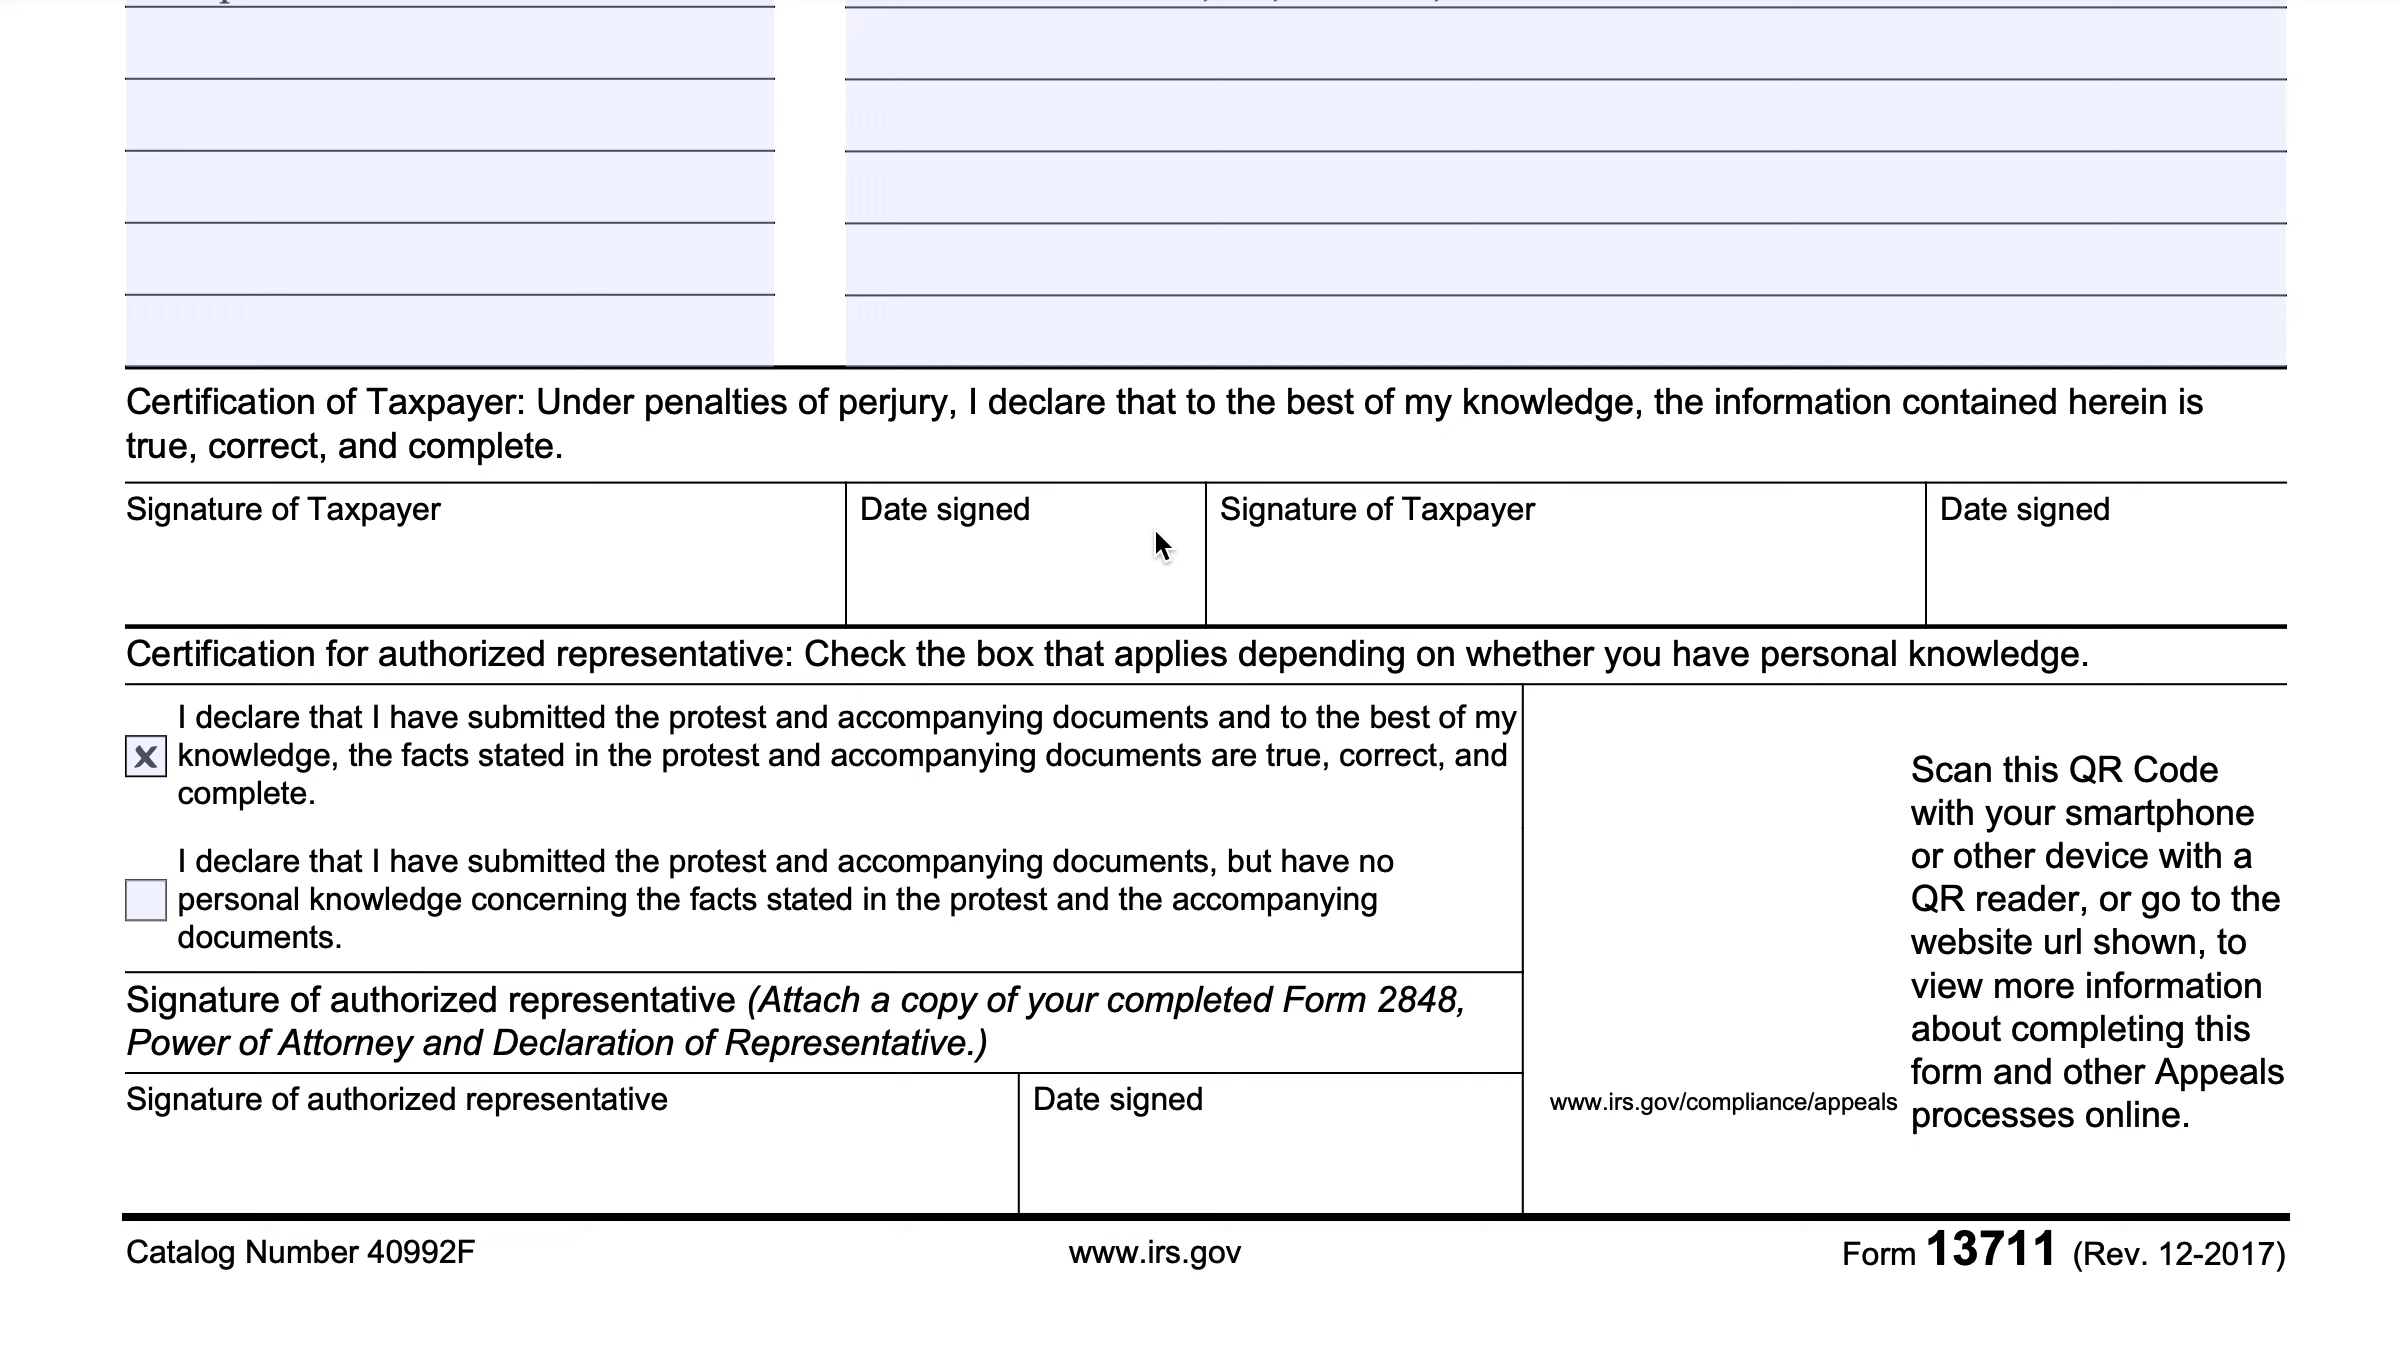 Certification of Taxpayer: Under penalties of perjury, I declare that to the best of my knowledge, the information contained herein is
true, correct, and complete.
Signature of Taxpayer
Date signed
Signature of Taxpayer
Date signed
Certification for authorized representative: Check the box that applies depending on whether you have personal knowledge.
I declare that I have submitted the protest and accompanying documents and to the best of my
x knowledge, the facts stated in the protest and accompanying documents are true, correct, and
complete.
I declare that I have submitted the protest and accompanying documents, but have no
personal knowledge concerning the facts stated in the protest and the accompanying
documents.
Signature of authorized representative (Attach a copy of your completed Form 2848,
Power of Attorney and Declaration of Representative.)
Signature of authorized representative
Date signed
www.irs.gov/compliance/appeals
Scan this QR Code
with your smartphone
or other device with a
QR reader, or go to the
website url shown, to
view more information
about completing this
form and other Appeals
processes online.
Catalog Number 40992F
www.irs.gov
Form 13711 (Rev. 12-2017)